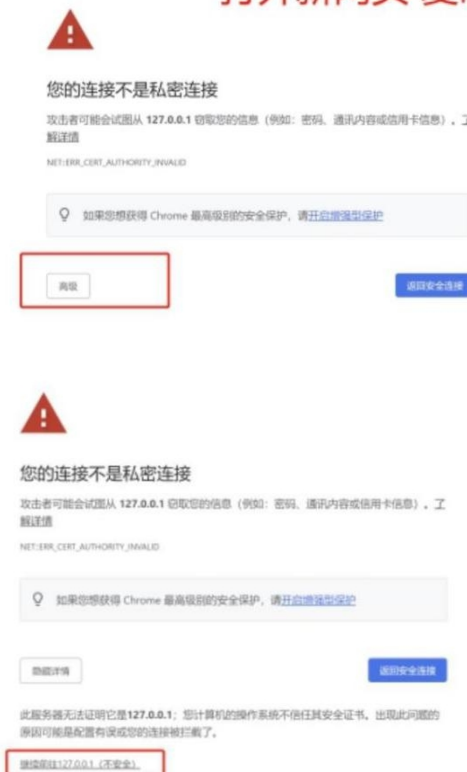 您的连接不是私密连接
攻击者可能会试图从 127.0.0.1 窃取您的信息（例如：密码、通讯内容或信用卡信息）。了
解详情
NET::ERR_CERT_AUTHORITY_INVALID
如果您想获得 Chrome 最高级别的安全保护，请开启增强型保护
高级
返回安全连接
您的连接不是私密连接
攻击者可能会试图从 127.0.0.1 窃取您的信息（例如：密码、通讯内容或信用卡信息）。了
解详情
NET::ERR_CERT_AUTHORITY_INVALID
如果您想获得 Chrome 最高级别的安全保护，请开启增强型保护
隐藏详情
返回安全连接
此服务器无法证明它是127.0.0.1；您计算机的操作系统不信任其安全证书。出现此问题的
原因可能是配置有误或您的连接被拦截了。
继续前往127.0.0.1（不安全）